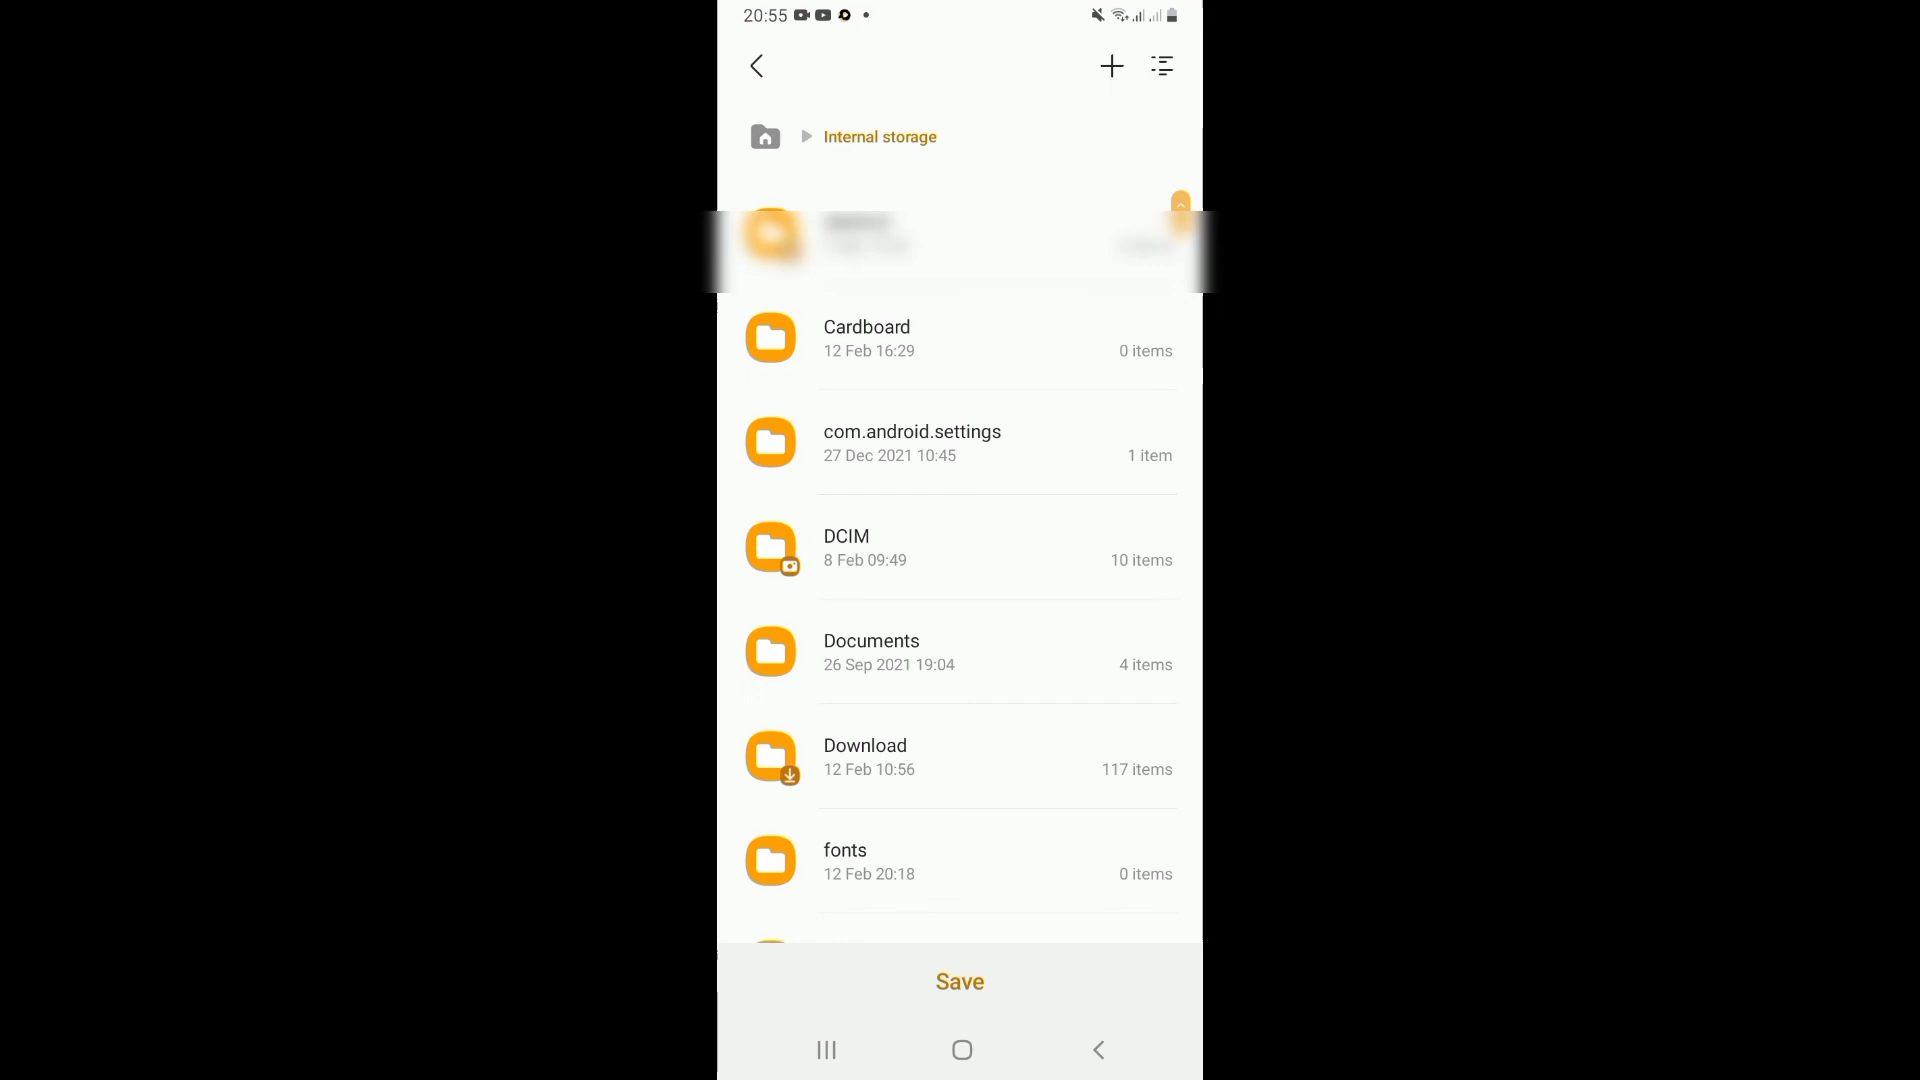 20:55
Internal storage
Cardboard
12 Feb 16:29
0 items
com.android.settings
27 Dec 2021 10:45
1 item
DCIM
8 Feb 09:49
10 items
Documents
26 Sep 2021 19:04
4 items
Download
12 Feb 10:56
117 items
fonts
12 Feb 20:18
0 items
Save